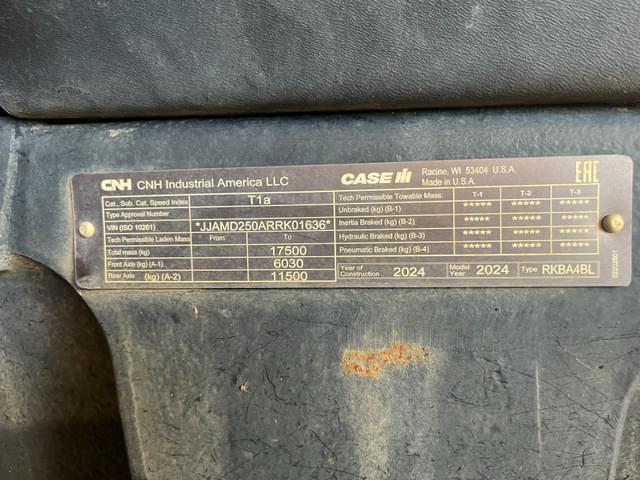 CNH CNH Industrial America LLC
CASE IH Racine, WI 53404 U.S.A.
Made in U.S.A.
EAC
Cat., Sub. Cat., Speed Index T1a
Type Approval Number
VIN (ISO 10261) *JJAMD250ARRK01636*
Tech Permissible Laden Mass From To
Total mass (kg) 17500
Front Axle (kg) (A-1) 6030
Rear Axle (kg) (A-2) 11500
Tech Permissible Towable Mass: T-1 T-2 T-3
Unbraked (kg) (B-1) ***** ***** *****
Inertia Braked (kg) (B-2) ***** ***** *****
Hydraulic Braked (kg) (B-3) ***** ***** *****
Pneumatic Braked (kg) (B-4) ***** ***** *****
Year of Construction 2024 Model Year 2024 Type RKBA4BL